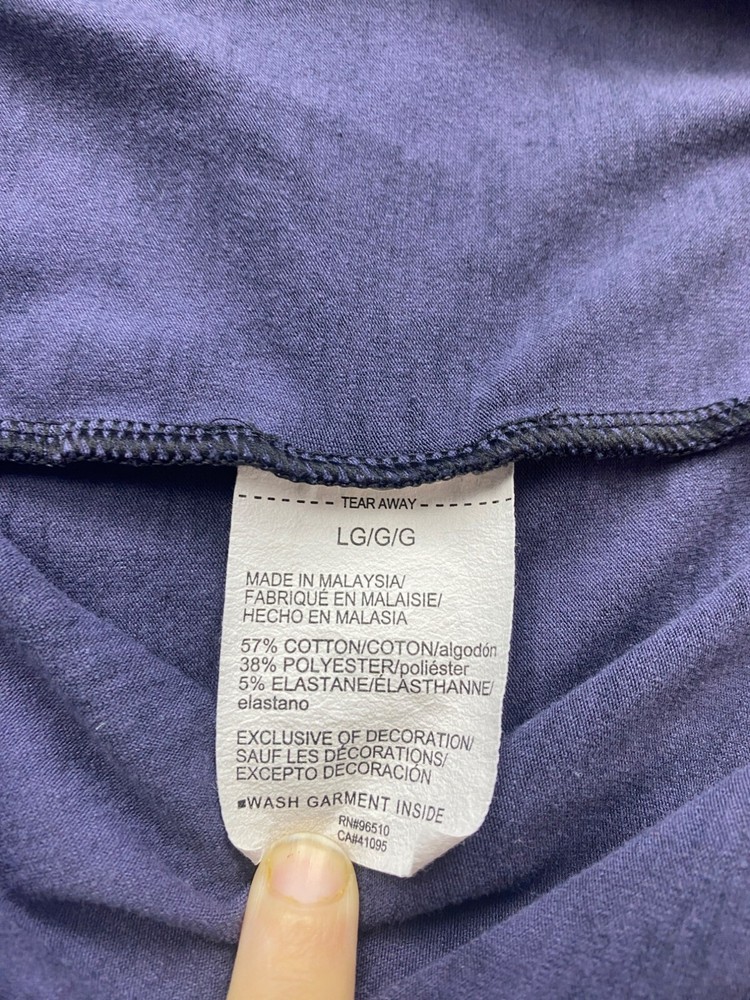 TEAR AWAY
LG/G/G
MADE IN MALAYSIA/
FABRIQUÉ EN MALAISIE/
HECHO EN MALASIA
57% COTTON/COTON/algodón
38% POLYESTER/poliéster
5% ELASTANE/ÉLASTHANNE/
elastano
EXCLUSIVE OF DECORATION/
SAUF LES DÉCORATIONS/
EXCEPTO DECORACIÓN
WASH GARMENT INSIDE
RN#96510
CA#41095